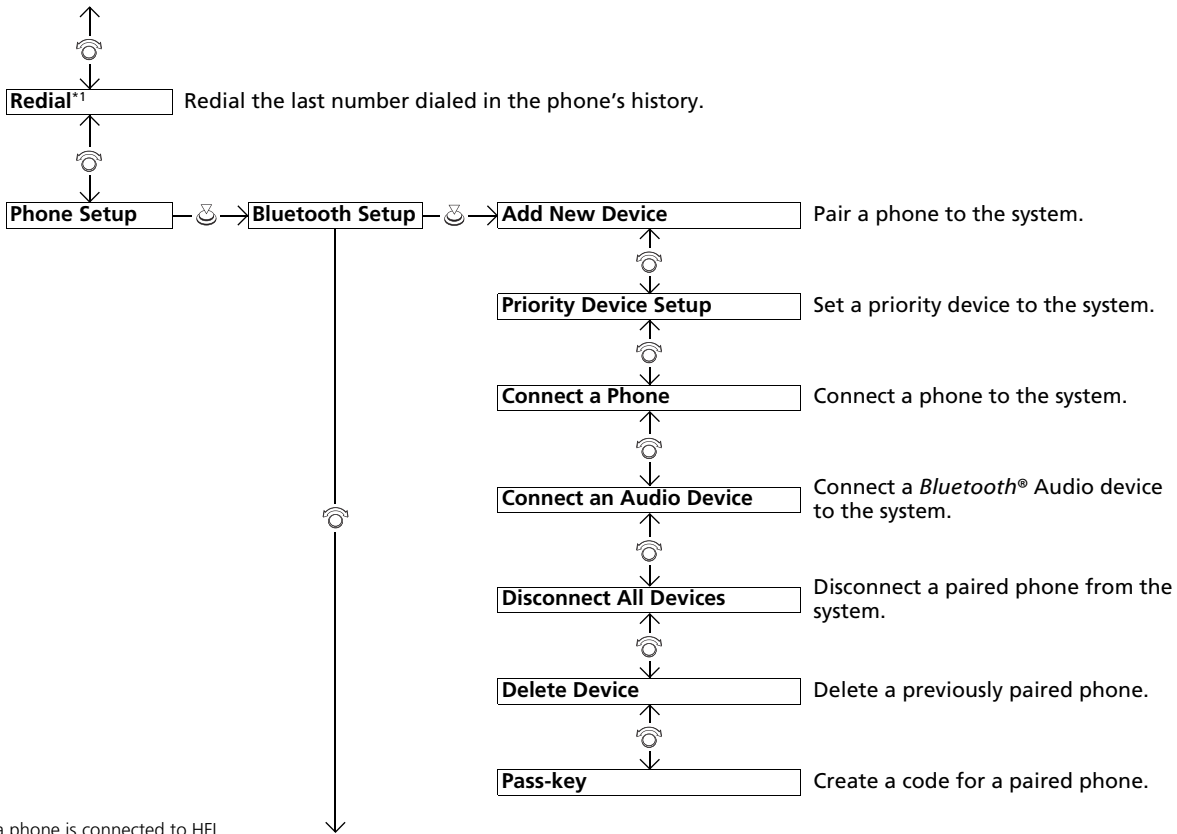 Redial*1 Redial the last number dialed in the phone's history.
Phone Setup Bluetooth Setup Add New Device Pair a phone to the system.
Priority Device Setup Set a priority device to the system.
Connect a Phone Connect a phone to the system.
Connect an Audio Device Connect a Bluetooth® Audio device
to the system.
Disconnect All Devices Disconnect a paired phone from the
system.
Delete Device Delete a previously paired phone.
Pass-key Create a code for a paired phone.
a phone is connected to HFL